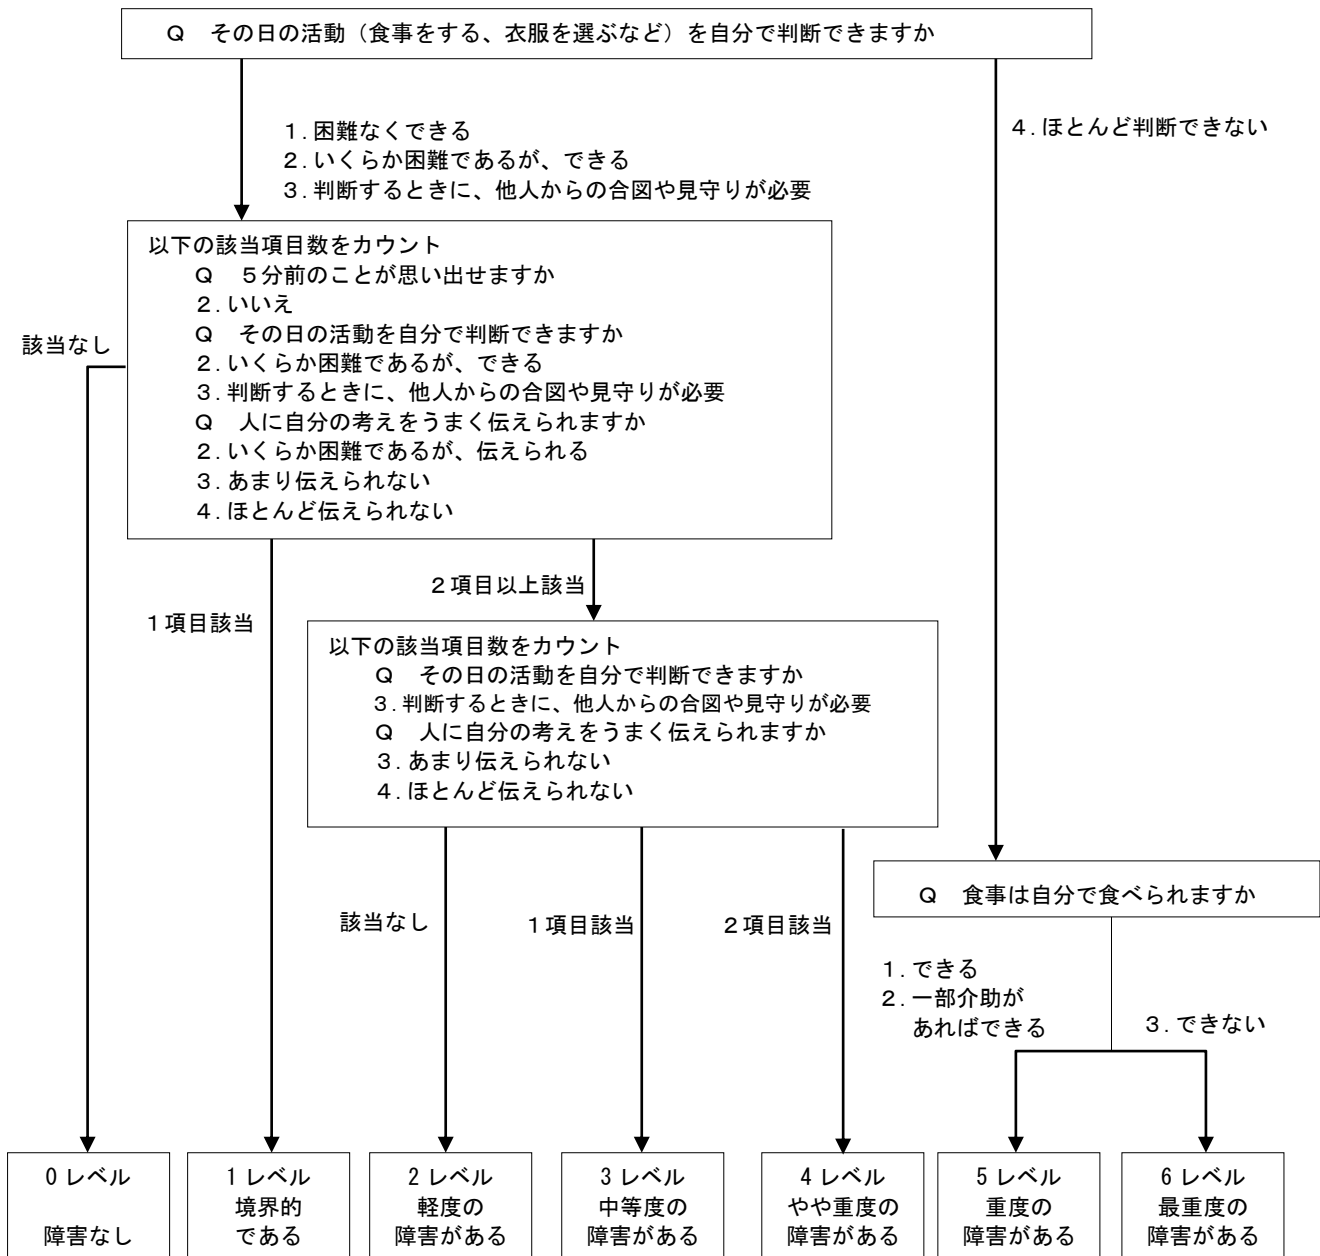 Q　その日の活動（食事をする、衣服を選ぶなど）を自分で判断できますか
１.困難なくできる
２.いくらか困難であるが、できる
３.判断するときに、他人からの合図や見守りが必要
４.ほとんど判断できない
以下の該当項目数をカウント
Q　５分前のことが思い出せますか
２.いいえ
Q　その日の活動を自分で判断できますか
２.いくらか困難であるが、できる
３.判断するときに、他人からの合図や見守りが必要
Q　人に自分の考えをうまく伝えられますか
２.いくらか困難であるが、伝えられる
３.あまり伝えられない
４.ほとんど伝えられない
該当なし
１項目該当
２項目以上該当
以下の該当項目数をカウント
Q　その日の活動を自分で判断できますか
３.判断するときに、他人からの合図や見守りが必要
Q　人に自分の考えをうまく伝えられますか
３.あまり伝えられない
４.ほとんど伝えられない
該当なし
１項目該当
２項目該当
Q　食事は自分で食べられますか
１.できる
２.一部介助が
あればできる
３.できない
0 レベル
障害なし
1 レベル
境界的
である
2 レベル
軽度の
障害がある
3 レベル
中等度の
障害がある
4 レベル
やや重度の
障害がある
5 レベル
重度の
障害がある
6 レベル
最重度の
障害がある